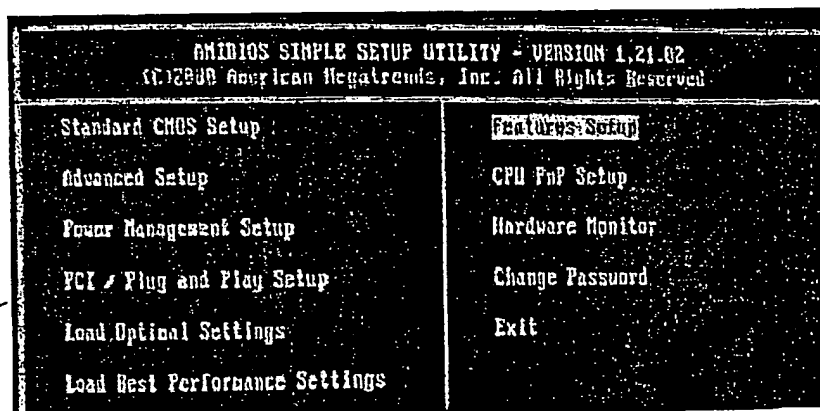 AMIBIOS SIMPLE SETUP UTILITY - VERSION 1.21.02
(C)2000 American Megatrends, Inc. All Rights Reserved
Standard CMOS Setup
Advanced Setup
Power Management Setup
PCI / Plug and Play Setup
Load Optimal Settings
Load Best Performance Settings
Features Setup
CPU PnP Setup
Hardware Monitor
Change Password
Exit